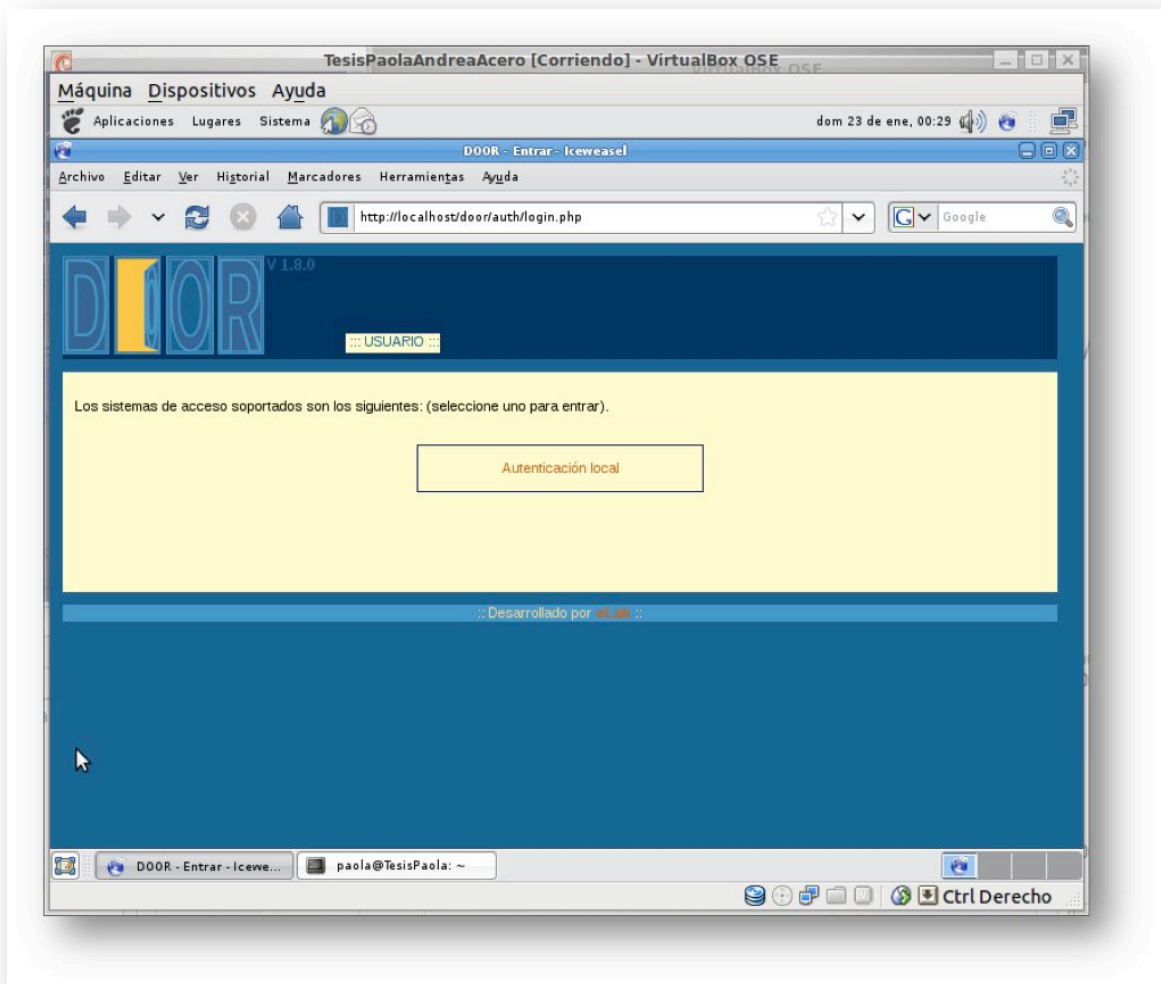 TesisPaolaAndreaAcero [Corriendo] - VirtualBox OSE
Máquina Dispositivos Ayuda
Aplicaciones Lugares Sistema dom 23 de ene, 00:29
DOOR - Entrar - Iceweasel
Archivo Editar Ver Historial Marcadores Herramientas Ayuda
http://localhost/door/auth/login.php Google
DOOR V 1.8.0
::: USUARIO :::
Los sistemas de acceso soportados son los siguientes: (seleccione uno para entrar).
Autenticación local
:: Desarrollado por eLab ::
DOOR - Entrar - Icewe... paola@TesisPaola: ~
Ctrl Derecho